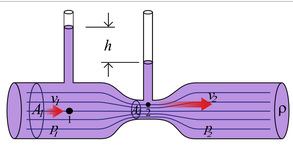 h
A₁ v₁ 1 2 v₂ ρ
P₁ P₂